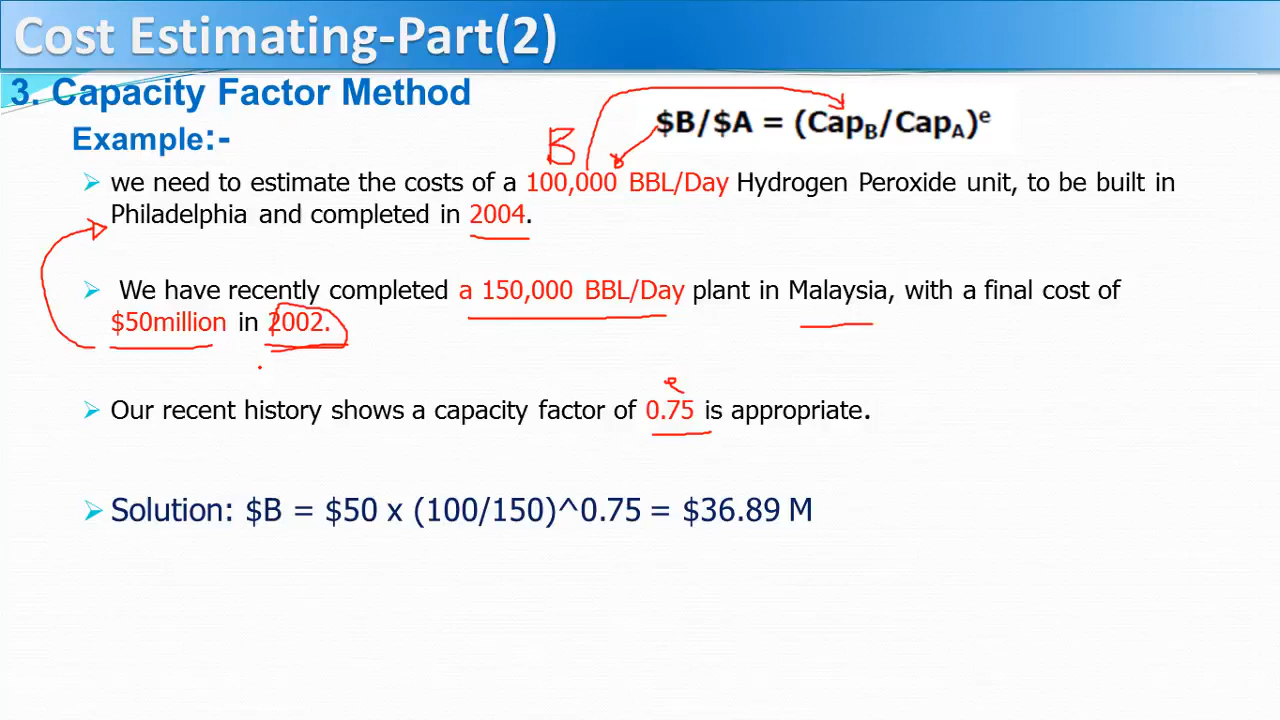 Cost Estimating-Part(2)
3. Capacity Factor Method
Example:-
$B/$A = (CapB/CapA)e
B
we need to estimate the costs of a 100,000 BBL/Day Hydrogen Peroxide unit, to be built in
Philadelphia and completed in 2004.
We have recently completed a 150,000 BBL/Day plant in Malaysia, with a final cost of
$50million in 2002.
e
Our recent history shows a capacity factor of 0.75 is appropriate.
Solution: $B = $50 x (100/150)^0.75 = $36.89 M